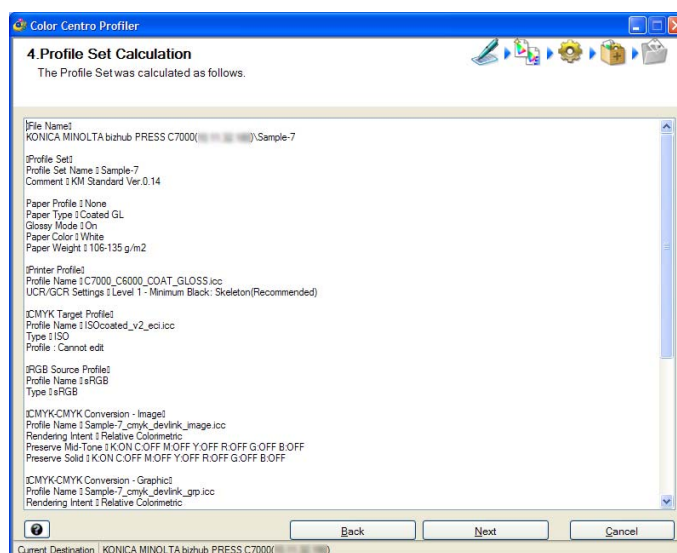 Color Centro Profiler
4.Profile Set Calculation
The Profile Set was calculated as follows.
▯File Name▯
KONICA MINOLTA bizhub PRESS C7000( )\Sample-7
▯Profile Set▯
Profile Set Name ▯ Sample-7
Comment ▯ KM Standard Ver.0.14
Paper Profile ▯ None
Paper Type ▯ Coated GL
Glossy Mode ▯ On
Paper Color ▯ White
Paper Weight ▯ 106-135 g/m2
▯Printer Profile▯
Profile Name ▯ C7000_C6000_COAT_GLOSS.icc
UCR/GCR Settings ▯ Level 1 - Minimum Black: Skeleton(Recommended)
▯CMYK Target Profile▯
Profile Name ▯ ISOcoated_v2_eci.icc
Type ▯ ISO
Profile : Cannot edit
▯RGB Source Profile▯
Profile Name ▯ sRGB
Type ▯ sRGB
▯CMYK-CMYK Conversion - Image▯
Profile Name ▯ Sample-7_cmyk_devlink_image.icc
Rendering Intent ▯ Relative Colorimetric
Preserve Mid-Tone ▯ K:ON C:OFF M:OFF Y:OFF R:OFF G:OFF B:OFF
Preserve Solid ▯ K:ON C:OFF M:OFF Y:OFF R:OFF G:OFF B:OFF
▯CMYK-CMYK Conversion - Graphic▯
Profile Name ▯ Sample-7_cmyk_devlink_grp.icc
Rendering Intent ▯ Relative Colorimetric
Back Next Cancel
Current Destination KONICA MINOLTA bizhub PRESS C7000( )